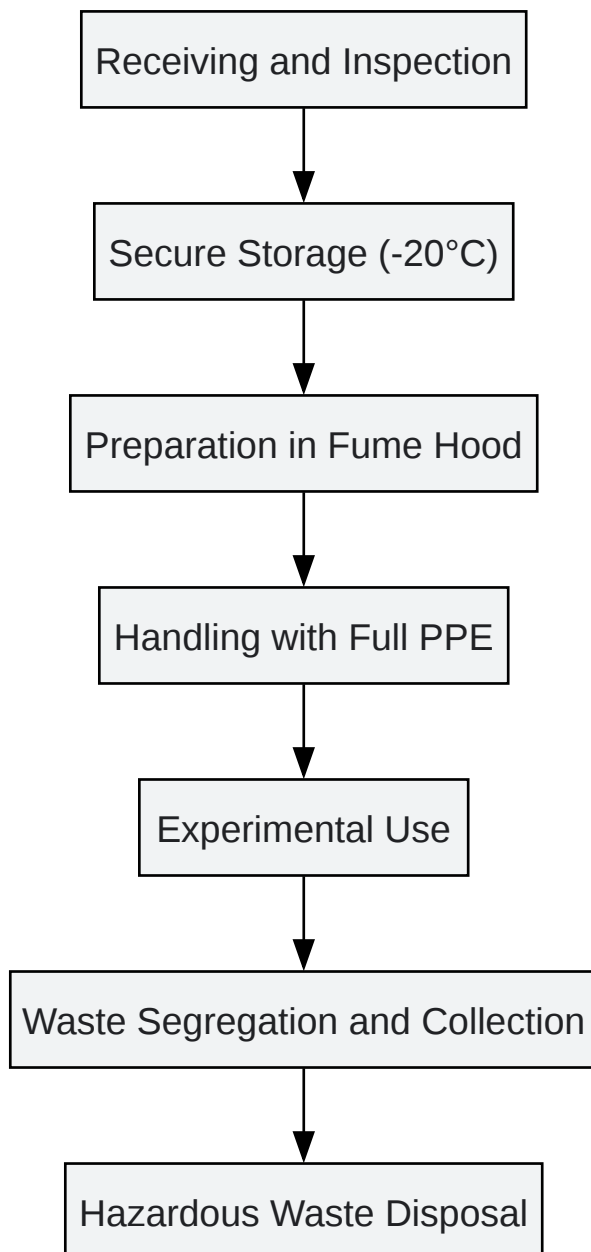 Receiving and Inspection
Secure Storage (-20°C)
Preparation in Fume Hood
Handling with Full PPE
Experimental Use
Waste Segregation and Collection
Hazardous Waste Disposal